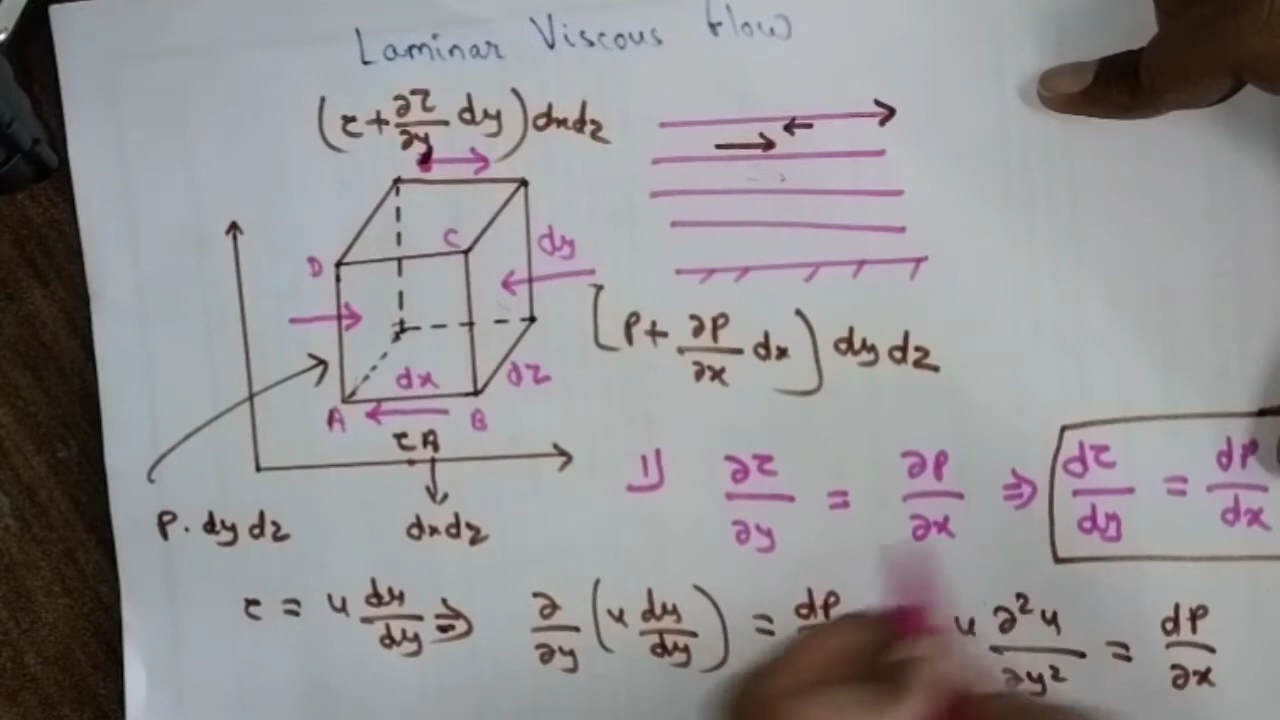 Laminar Viscous flow
(τ + ∂τ/∂y dy) dxdz
D
C
dy
[P + ∂P/∂x dx) dy dz
dx
dz
A
B
τA
P. dy dz
dxdz
1) ∂τ/∂y = ∂P/∂x ⇒ dτ/dy = dP/dx
τ = μ du/dy ⇒ ∂/∂y (μ du/dy) = dP
μ ∂²u/∂y² = dP/∂x